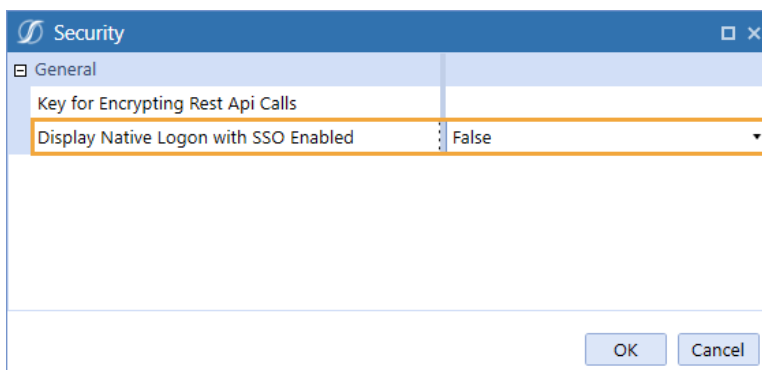 Security
General
Key for Encrypting Rest Api Calls
Display Native Logon with SSO Enabled False
OK Cancel